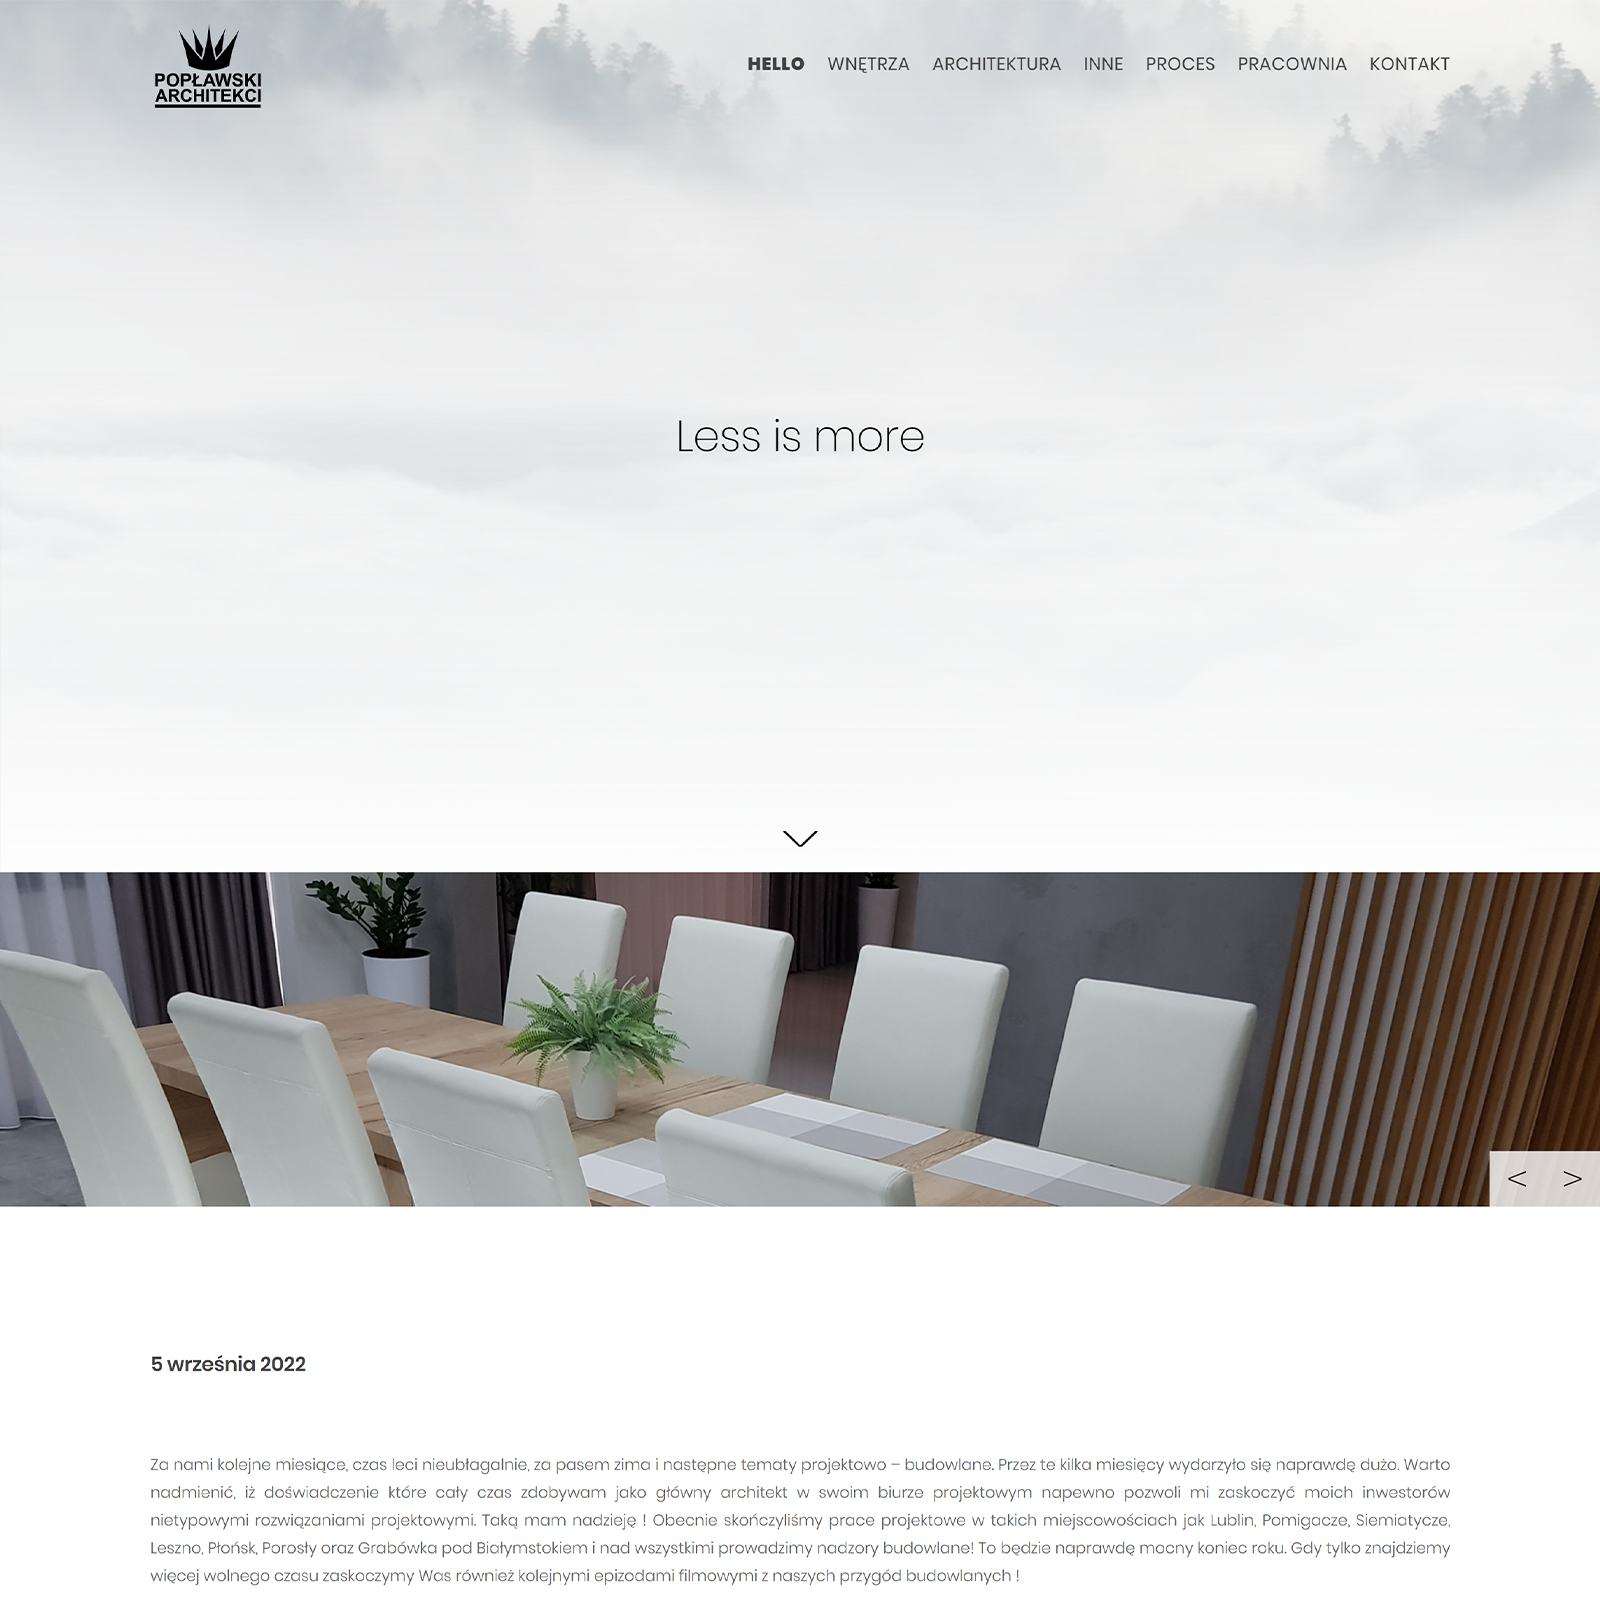 POPŁAWSKI
ARCHITEKCI
HELLO WNĘTRZA ARCHITEKTURA INNE PROCES PRACOWNIA KONTAKT
Less is more
< >
5 września 2022
Za nami kolejne miesiące, czas leci nieubłagalnie, za pasem zima i następne tematy projektowo – budowlane. Przez te kilka miesięcy wydarzyło się naprawdę dużo. Warto
nadmienić, iż doświadczenie które cały czas zdobywam jako główny architekt w swoim biurze projektowym napewno pozwoli mi zaskoczyć moich inwestorów
nietypowymi rozwiązaniami projektowymi. Taką mam nadzieję ! Obecnie skończyliśmy prace projektowe w takich miejscowościach jak Lublin, Pomigacze, Siemiatycze,
Leszno, Płońsk, Porosły oraz Grabówka pod Białymstokiem i nad wszystkimi prowadzimy nadzory budowlane! To będzie naprawdę mocny koniec roku. Gdy tylko znajdziemy
więcej wolnego czasu zaskoczymy Was również kolejnymi epizodami filmowymi z naszych przygód budowlanych !